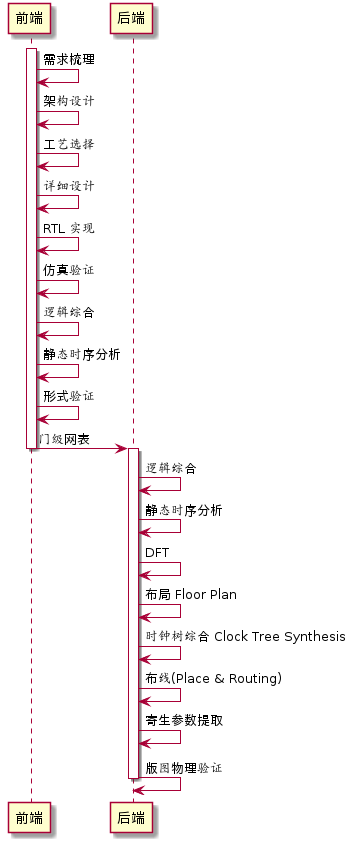 前端 后端
需求梳理
架构设计
工艺选择
详细设计
RTL 实现
仿真验证
逻辑综合
静态时序分析
形式验证
门级网表
逻辑综合
静态时序分析
DFT
布局 Floor Plan
时钟树综合 Clock Tree Synthesis
布线(Place & Routing)
寄生参数提取
版图物理验证
前端 后端